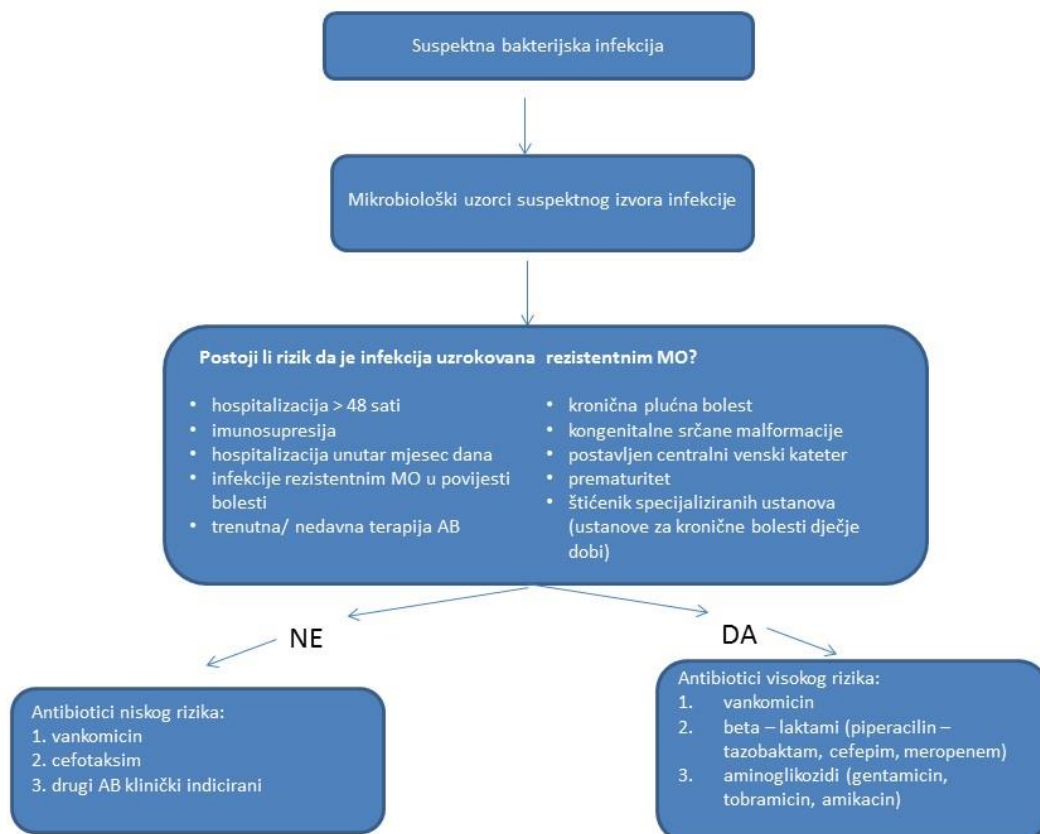 Suspektna bakterijska infekcija
Mikrobiološki uzorci suspektnog izvora infekcije
Postoji li rizik da je infekcija uzrokovana rezistentnim MO?
• hospitalizacija > 48 sati
• imunosupresija
• hospitalizacija unutar mjesec dana
• infekcije rezistentnim MO u povijesti
bolesti
• trenutna/ nedavna terapija AB
• kronična plućna bolest
• kongenitalne srčane malformacije
• postavljen centralni venski kateter
• prematuritet
• štićenik specijaliziranih ustanova
(ustanove za kronične bolesti dječje
dobi)
NE
DA
Antibiotici niskog rizika:
1. vankomicin
2. cefotaksim
3. drugi AB klinički indicirani
Antibiotici visokog rizika:
1. vankomicin
2. beta – laktami (piperacilin –
tazobaktam, cefepim, meropenem)
3. aminoglikozidi (gentamicin,
tobramicin, amikacin)